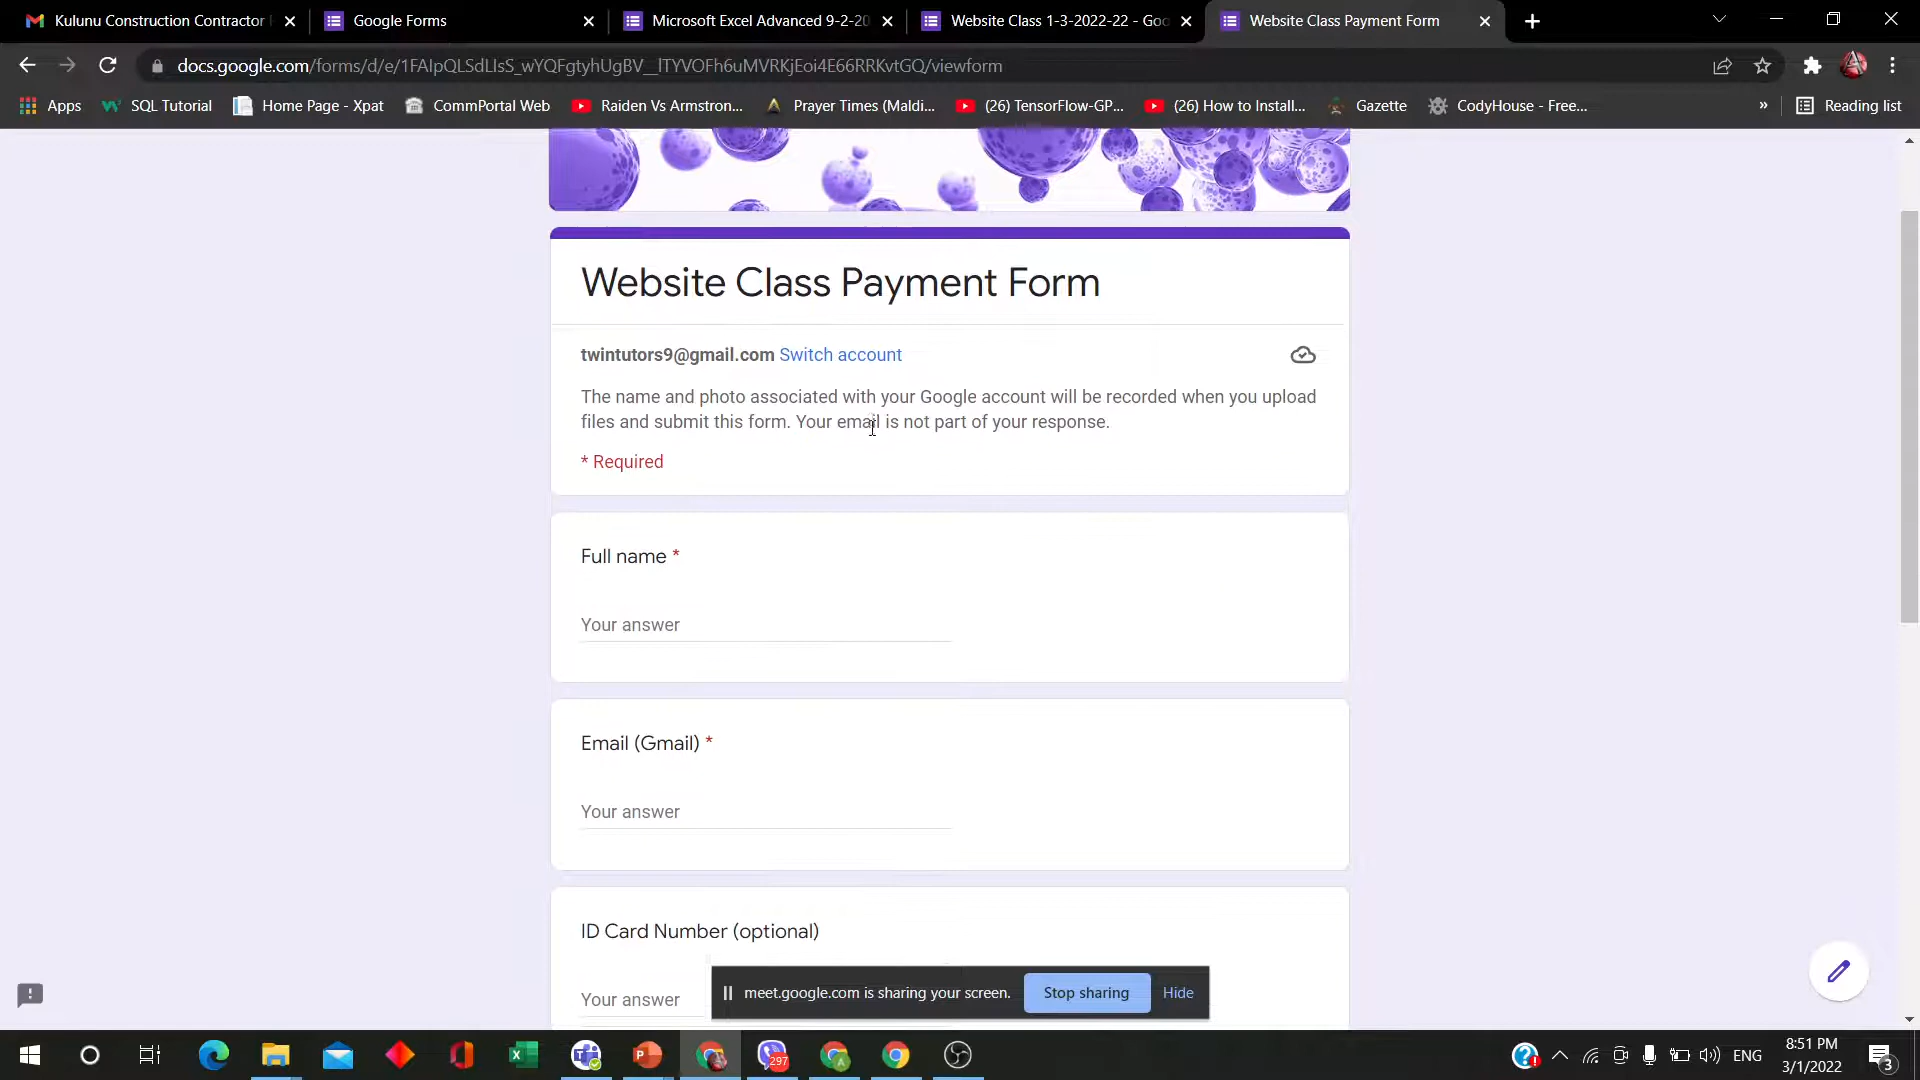 Kulunu Construction Contractor
Google Forms
Microsoft Excel Advanced 9-2-20
Website Class 1-3-2022-22 - Goo
Website Class Payment Form
docs.google.com/forms/d/e/1FAIpQLSdLlsS_wYQFgtyhUgBV__lTYVOFh6uMVRKjEoi4E66RRKvtGQ/viewform
Apps
SQL Tutorial
Home Page - Xpat
CommPortal Web
Raiden Vs Armstron...
Prayer Times (Maldi...
(26) TensorFlow-GP...
(26) How to Install...
Gazette
CodyHouse - Free...
»
Reading list
Website Class Payment Form
twintutors9@gmail.com Switch account
The name and photo associated with your Google account will be recorded when you upload
files and submit this form. Your email is not part of your response.
* Required
Full name *
Your answer
Email (Gmail) *
Your answer
ID Card Number (optional)
Your answer
meet.google.com is sharing your screen.
Stop sharing
Hide
297
ENG
8:51 PM
3/1/2022
3